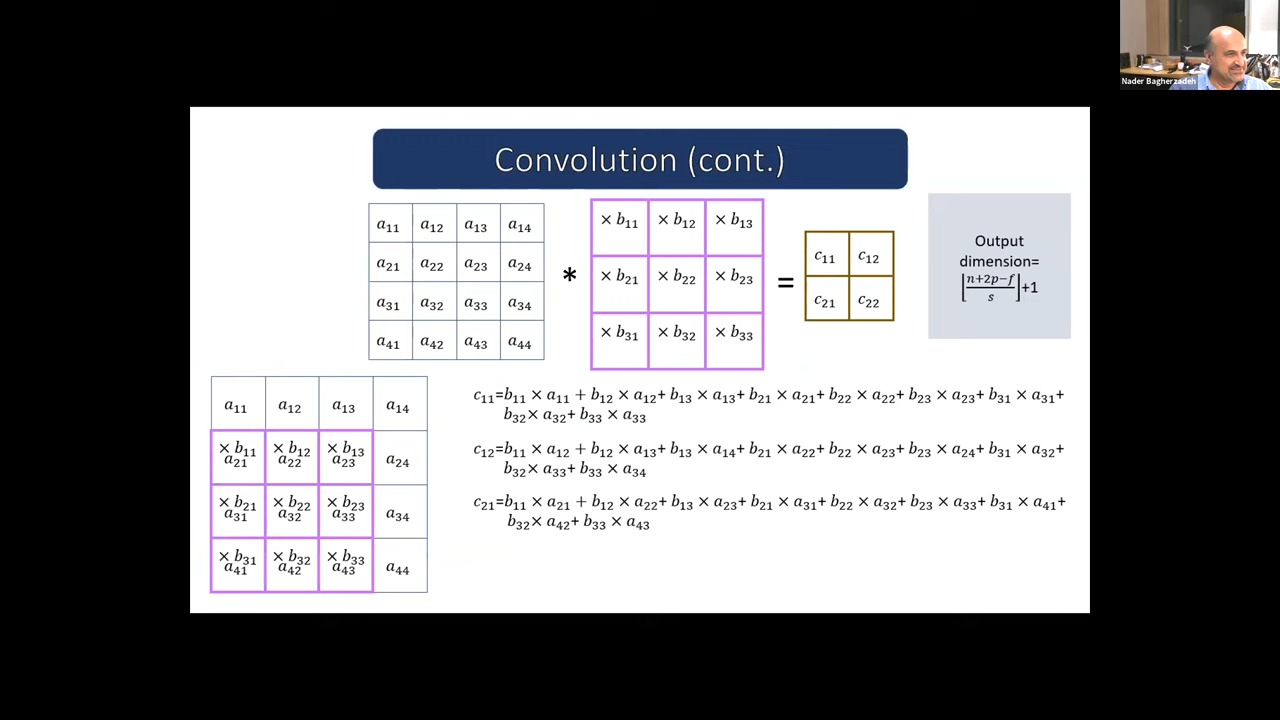 Nader Bagherzadeh
Convolution (cont.)
a₁₁ a₁₂ a₁₃ a₁₄
a₂₁ a₂₂ a₂₃ a₂₄
a₃₁ a₃₂ a₃₃ a₃₄
a₄₁ a₄₂ a₄₃ a₄₄
*
× b₁₁ × b₁₂ × b₁₃
× b₂₁ × b₂₂ × b₂₃
× b₃₁ × b₃₂ × b₃₃
=
c₁₁ c₁₂
c₂₁ c₂₂
Output
dimension=
⌊(n+2p−f)/s⌋+1
a₁₁ a₁₂ a₁₃ a₁₄
× b₁₁ × b₁₂ × b₁₃
a₂₁ a₂₂ a₂₃ a₂₄
× b₂₁ × b₂₂ × b₂₃
a₃₁ a₃₂ a₃₃ a₃₄
× b₃₁ × b₃₂ × b₃₃
a₄₁ a₄₂ a₄₃ a₄₄
c₁₁=b₁₁ × a₁₁ + b₁₂ × a₁₂+ b₁₃ × a₁₃+ b₂₁ × a₂₁+ b₂₂ × a₂₂+ b₂₃ × a₂₃+ b₃₁ × a₃₁+
b₃₂× a₃₂+ b₃₃ × a₃₃
c₁₂=b₁₁ × a₁₂ + b₁₂ × a₁₃+ b₁₃ × a₁₄+ b₂₁ × a₂₂+ b₂₂ × a₂₃+ b₂₃ × a₂₄+ b₃₁ × a₃₂+
b₃₂× a₃₃+ b₃₃ × a₃₄
c₂₁=b₁₁ × a₂₁ + b₁₂ × a₂₂+ b₁₃ × a₂₃+ b₂₁ × a₃₁+ b₂₂ × a₃₂+ b₂₃ × a₃₃+ b₃₁ × a₄₁+
b₃₂× a₄₂+ b₃₃ × a₄₃